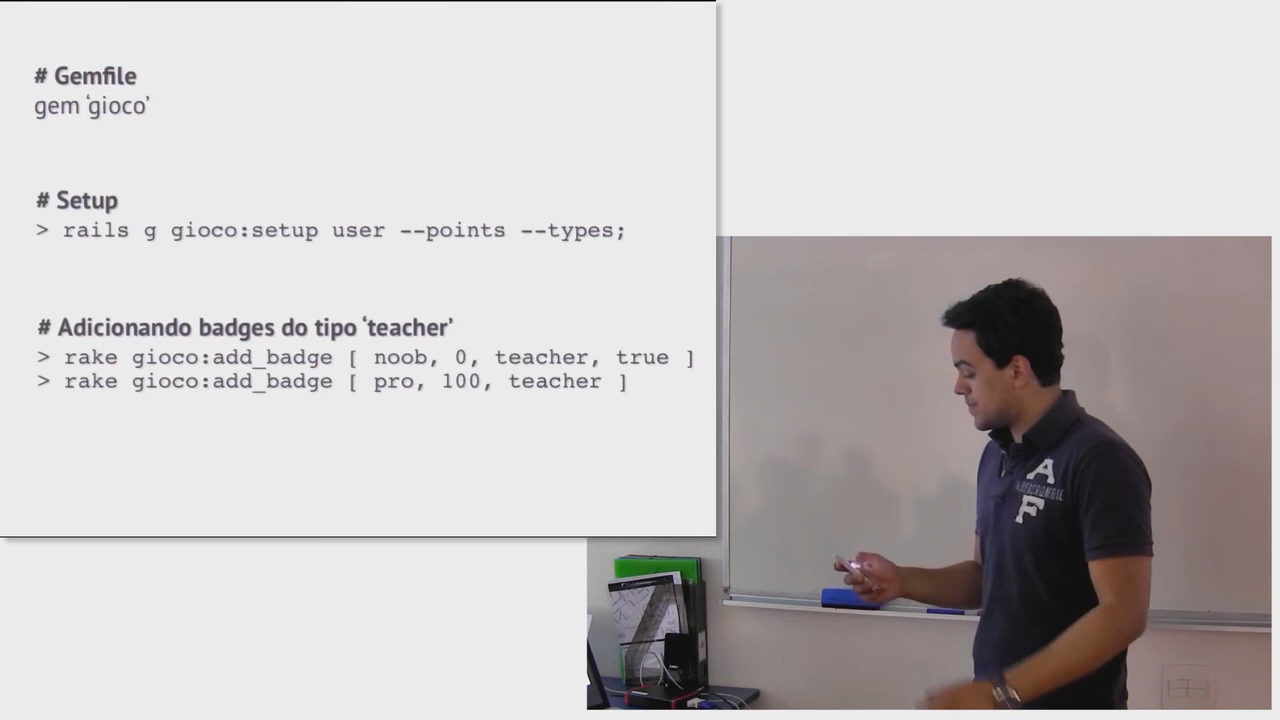 # Gemfile
gem ‘gioco’
# Setup
> rails g gioco:setup user --points --types;
# Adicionando badges do tipo ‘teacher’
> rake gioco:add_badge [ noob, 0, teacher, true ]
> rake gioco:add_badge [ pro, 100, teacher ]
A
ABERCROMBIE
F